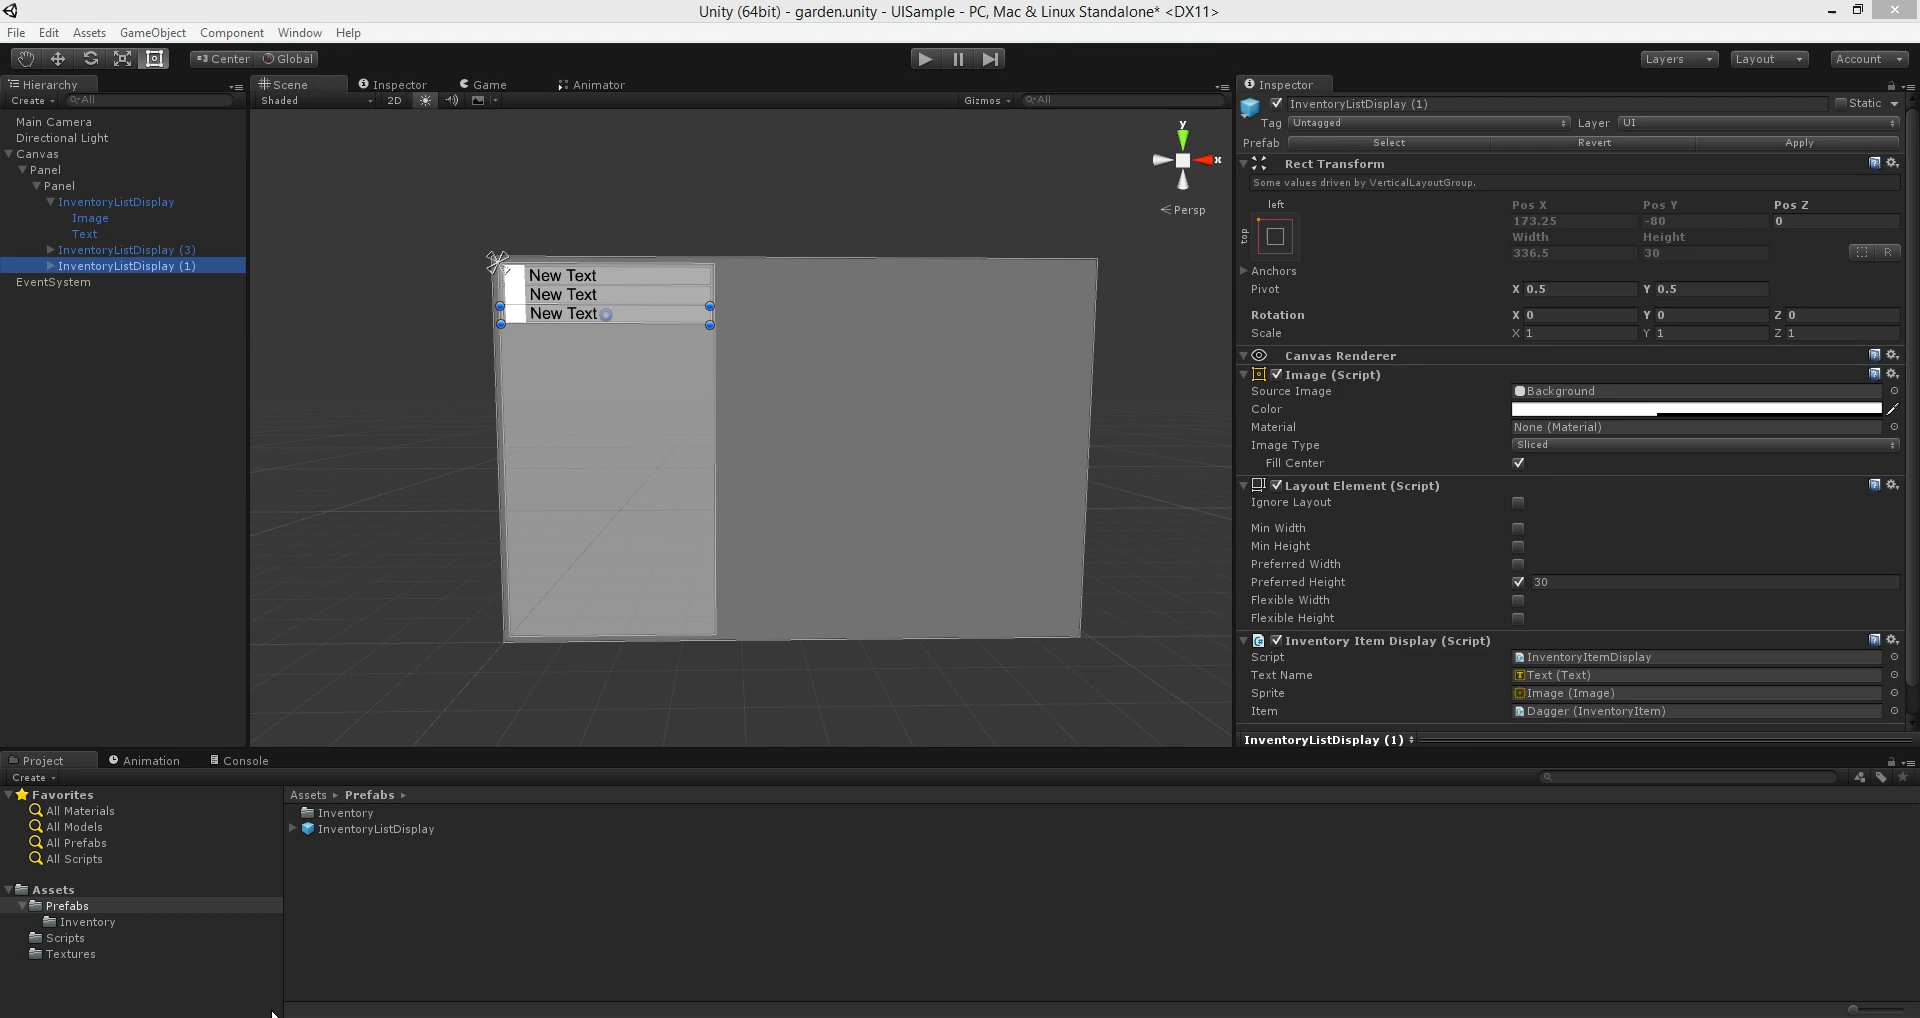 Unity (64bit) - garden.unity - UISample - PC, Mac & Linux Standalone* <DX11>
File Edit Assets GameObject Component Window Help
Center Global Layers Layout Account
Hierarchy
Create All
Main Camera
Directional Light
Canvas
Panel
Panel
InventoryListDisplay
Image
Text
InventoryListDisplay (3)
InventoryListDisplay (1)
EventSystem
Scene Inspector Game Animator
Shaded 2D Gizmos All
y
x
Persp
New Text
New Text
New Text
Inspector
InventoryListDisplay (1) Static
Tag Untagged Layer UI
Prefab Select Revert Apply
Rect Transform
Some values driven by VerticalLayoutGroup.
left Pos X Pos Y Pos Z
top 173.25 -80 0
Width Height
336.5 30 R
Anchors
Pivot X 0.5 Y 0.5
Rotation X 0 Y 0 Z 0
Scale X 1 Y 1 Z 1
Canvas Renderer
Image (Script)
Source Image Background
Color
Material None (Material)
Image Type Sliced
Fill Center
Layout Element (Script)
Ignore Layout
Min Width
Min Height
Preferred Width
Preferred Height 30
Flexible Width
Flexible Height
Inventory Item Display (Script)
Script InventoryItemDisplay
Text Name Text (Text)
Sprite Image (Image)
Item Dagger (InventoryItem)
InventoryListDisplay (1)
Project Animation Console
Create
Favorites
All Materials
All Models
All Prefabs
All Scripts
Assets
Prefabs
Inventory
Scripts
Textures
Assets Prefabs
Inventory
InventoryListDisplay